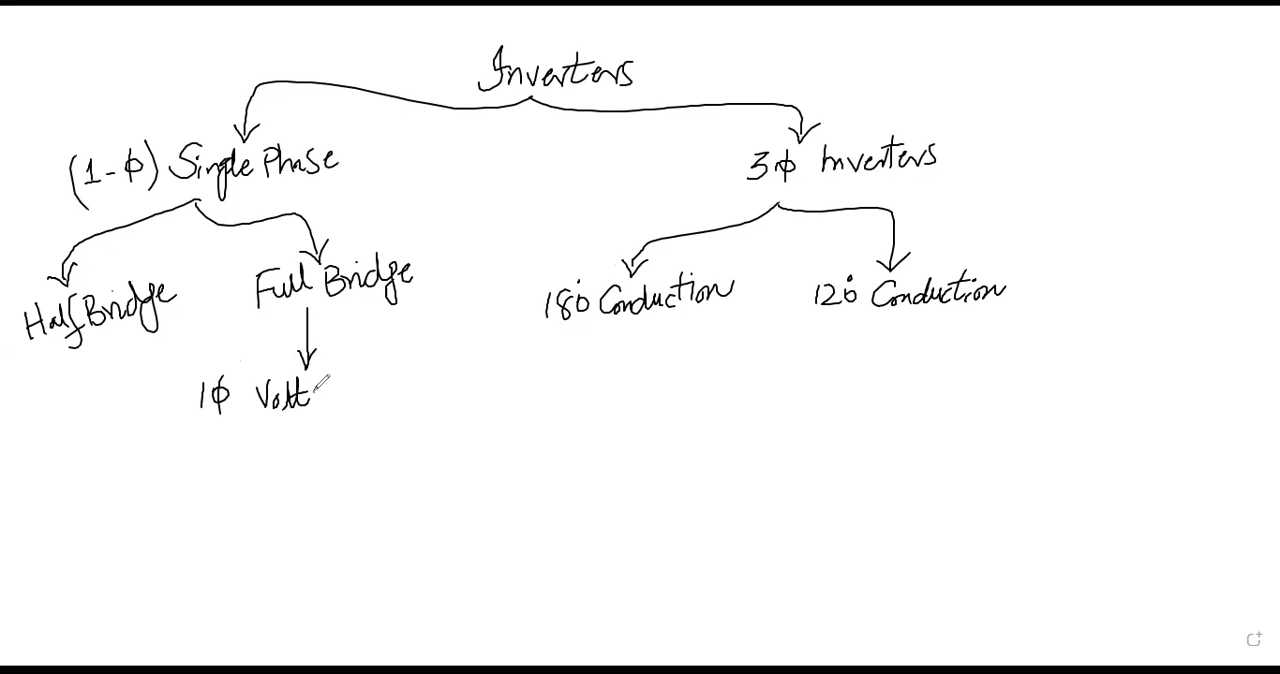 Inverters
(1-ϕ) Single Phase
3ϕ Inverters
Half Bridge
Full Bridge
180° Conduction
120° Conduction
1ϕ Volt